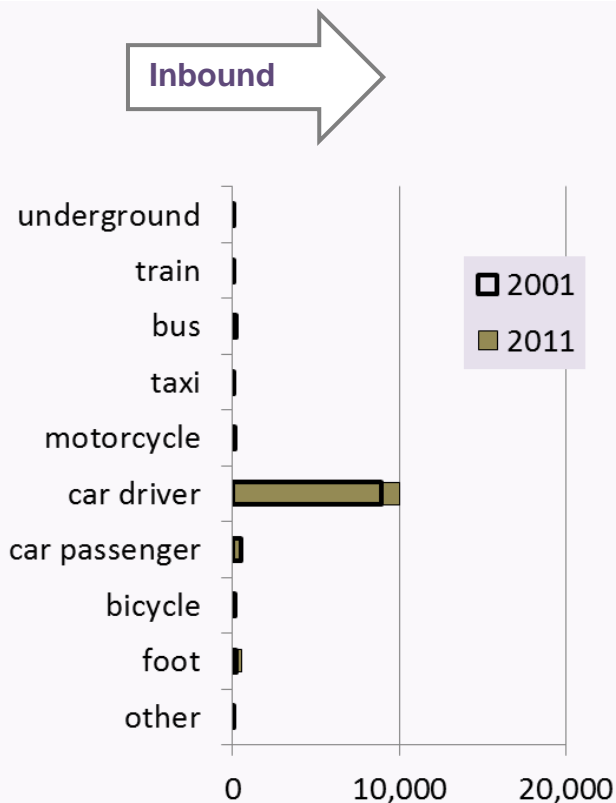 Inbound
underground
train
bus
taxi
motorcycle
car driver
car passenger
bicycle
foot
other
2001
2011
0 10,000 20,000